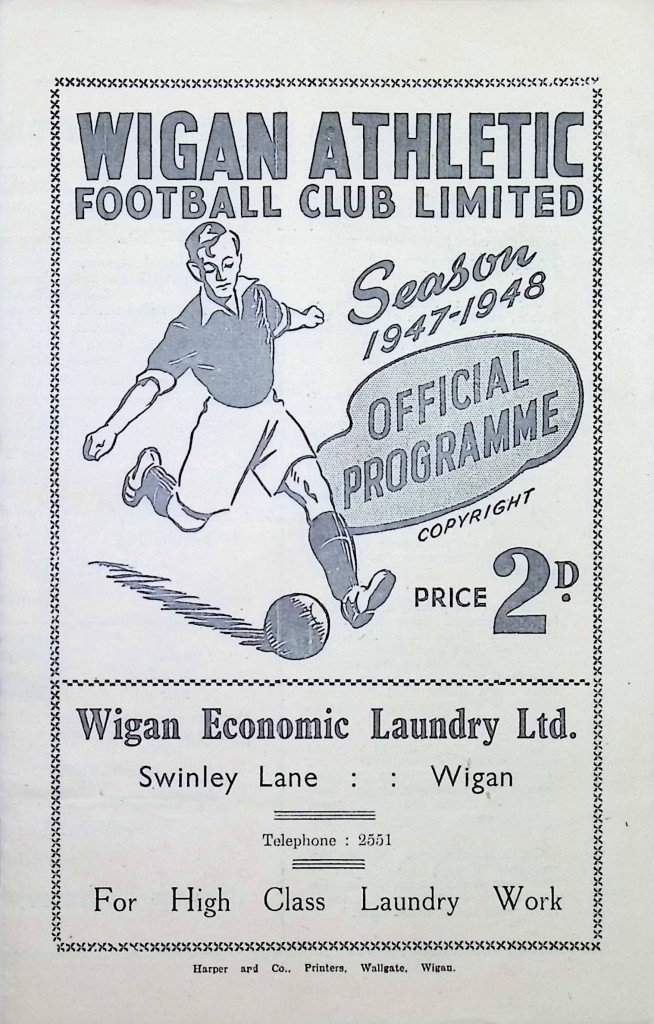 WIGAN ATHLETIC
FOOTBALL CLUB LIMITED
Season
1947-1948
OFFICIAL
PROGRAMME
COPYRIGHT
PRICE 2D.
Wigan Economic Laundry Ltd.
Swinley Lane : : Wigan
Telephone : 2551
For High Class Laundry Work
Harper and Co., Printers, Wallgate, Wigan.